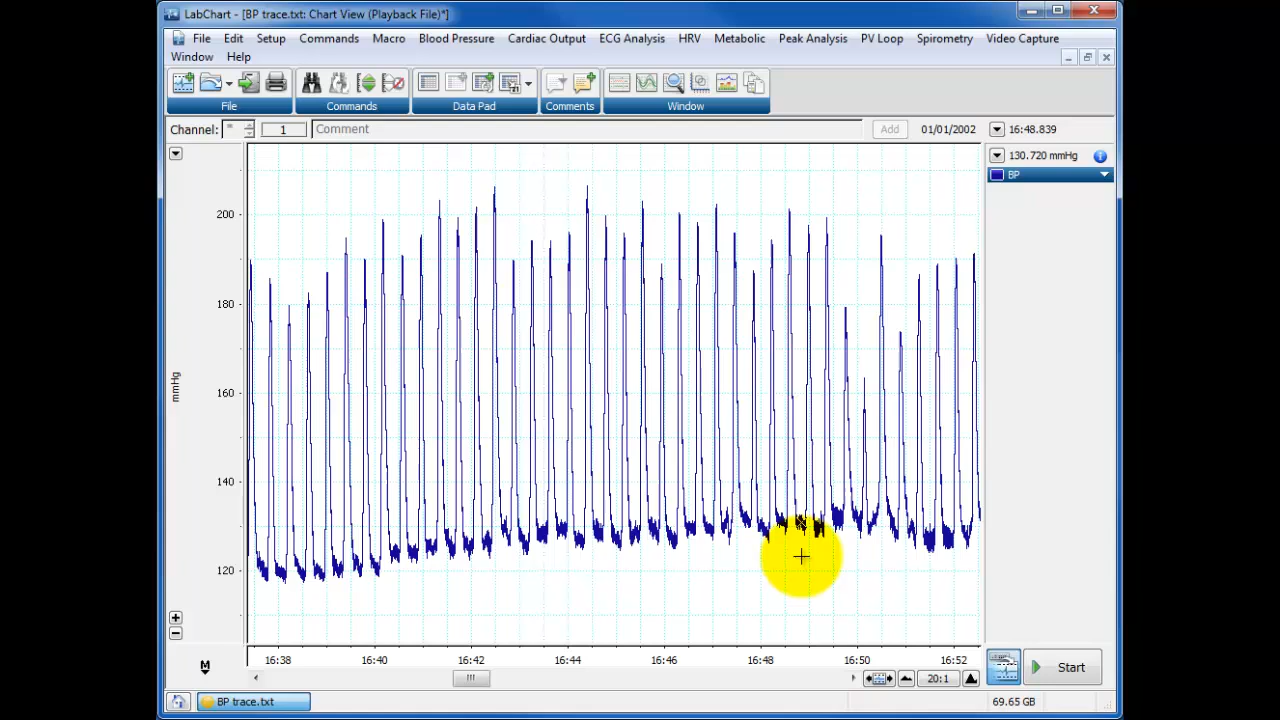 LabChart - [BP trace.txt: Chart View (Playback File)*]
File Edit Setup Commands Macro Blood Pressure Cardiac Output ECG Analysis HRV Metabolic Peak Analysis PV Loop Spirometry Video Capture
Window Help
File Commands Data Pad Comments Window
Channel: * 1 Comment Add 01/01/2002 16:48.839
130.720 mmHg
BP
200
180
160
140
120
mmHg
16:38 16:40 16:42 16:44 16:46 16:48 16:50 16:52
M
20:1
Start
BP trace.txt 69.65 GB